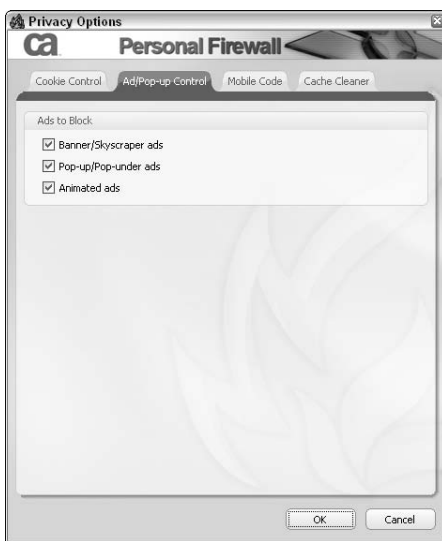 Privacy Options
ca Personal Firewall
Cookie Control Ad/Pop-up Control Mobile Code Cache Cleaner
Ads to Block
Banner/Skyscraper ads
Pop-up/Pop-under ads
Animated ads
OK Cancel